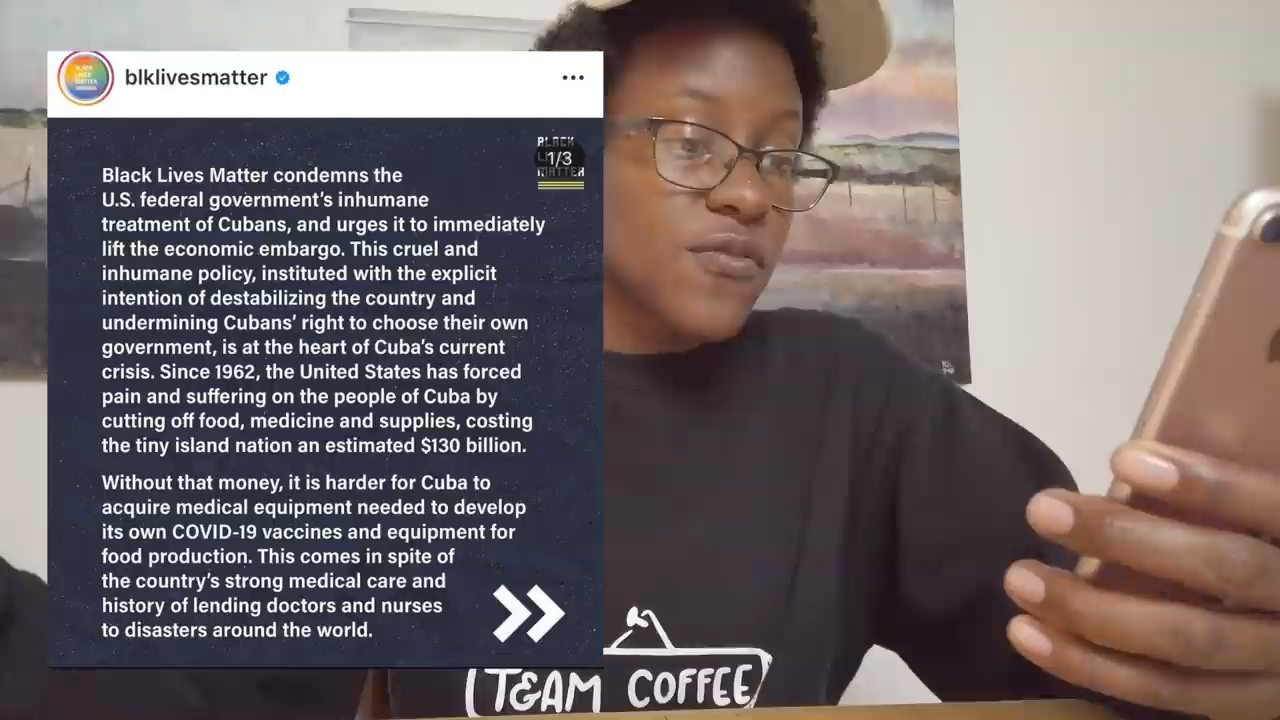 blklivesmatter
BLACK
LIVES
MATTER
1/3
Black Lives Matter condemns the
U.S. federal government's inhumane
treatment of Cubans, and urges it to immediately
lift the economic embargo. This cruel and
inhumane policy, instituted with the explicit
intention of destabilizing the country and
undermining Cubans' right to choose their own
government, is at the heart of Cuba's current
crisis. Since 1962, the United States has forced
pain and suffering on the people of Cuba by
cutting off food, medicine and supplies, costing
the tiny island nation an estimated $130 billion.
Without that money, it is harder for Cuba to
acquire medical equipment needed to develop
its own COVID-19 vaccines and equipment for
food production. This comes in spite of
the country's strong medical care and
history of lending doctors and nurses
to disasters around the world.
TEAM COFFEE